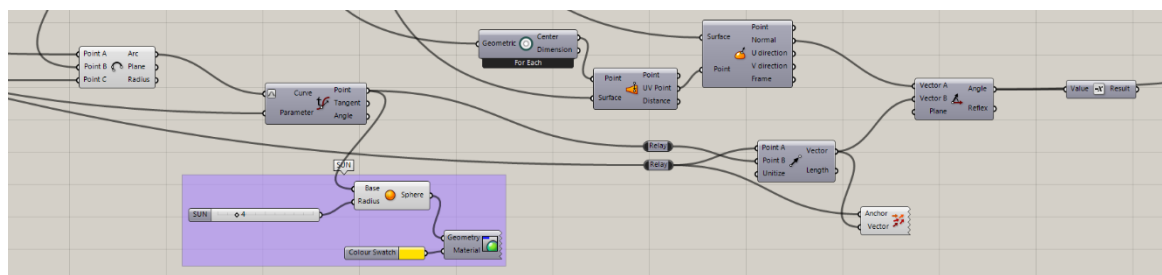 Point A Arc
Point B Plane
Point C Radius
Curve Point
Tangent
Parameter
Angle
SUN
SUN 4
Base Sphere
Radius
Colour Swatch
Geometry
Material
Geometric Center
Dimension
For Each
Point Point
UV Point
Surface Distance
Point
Surface Normal
U direction
Point V direction
Frame
Relay
Relay
Point A Vector
Point B
Unitize Length
Vector A Angle
Vector B
Plane Reflex
Anchor
Vector
Value -x Result